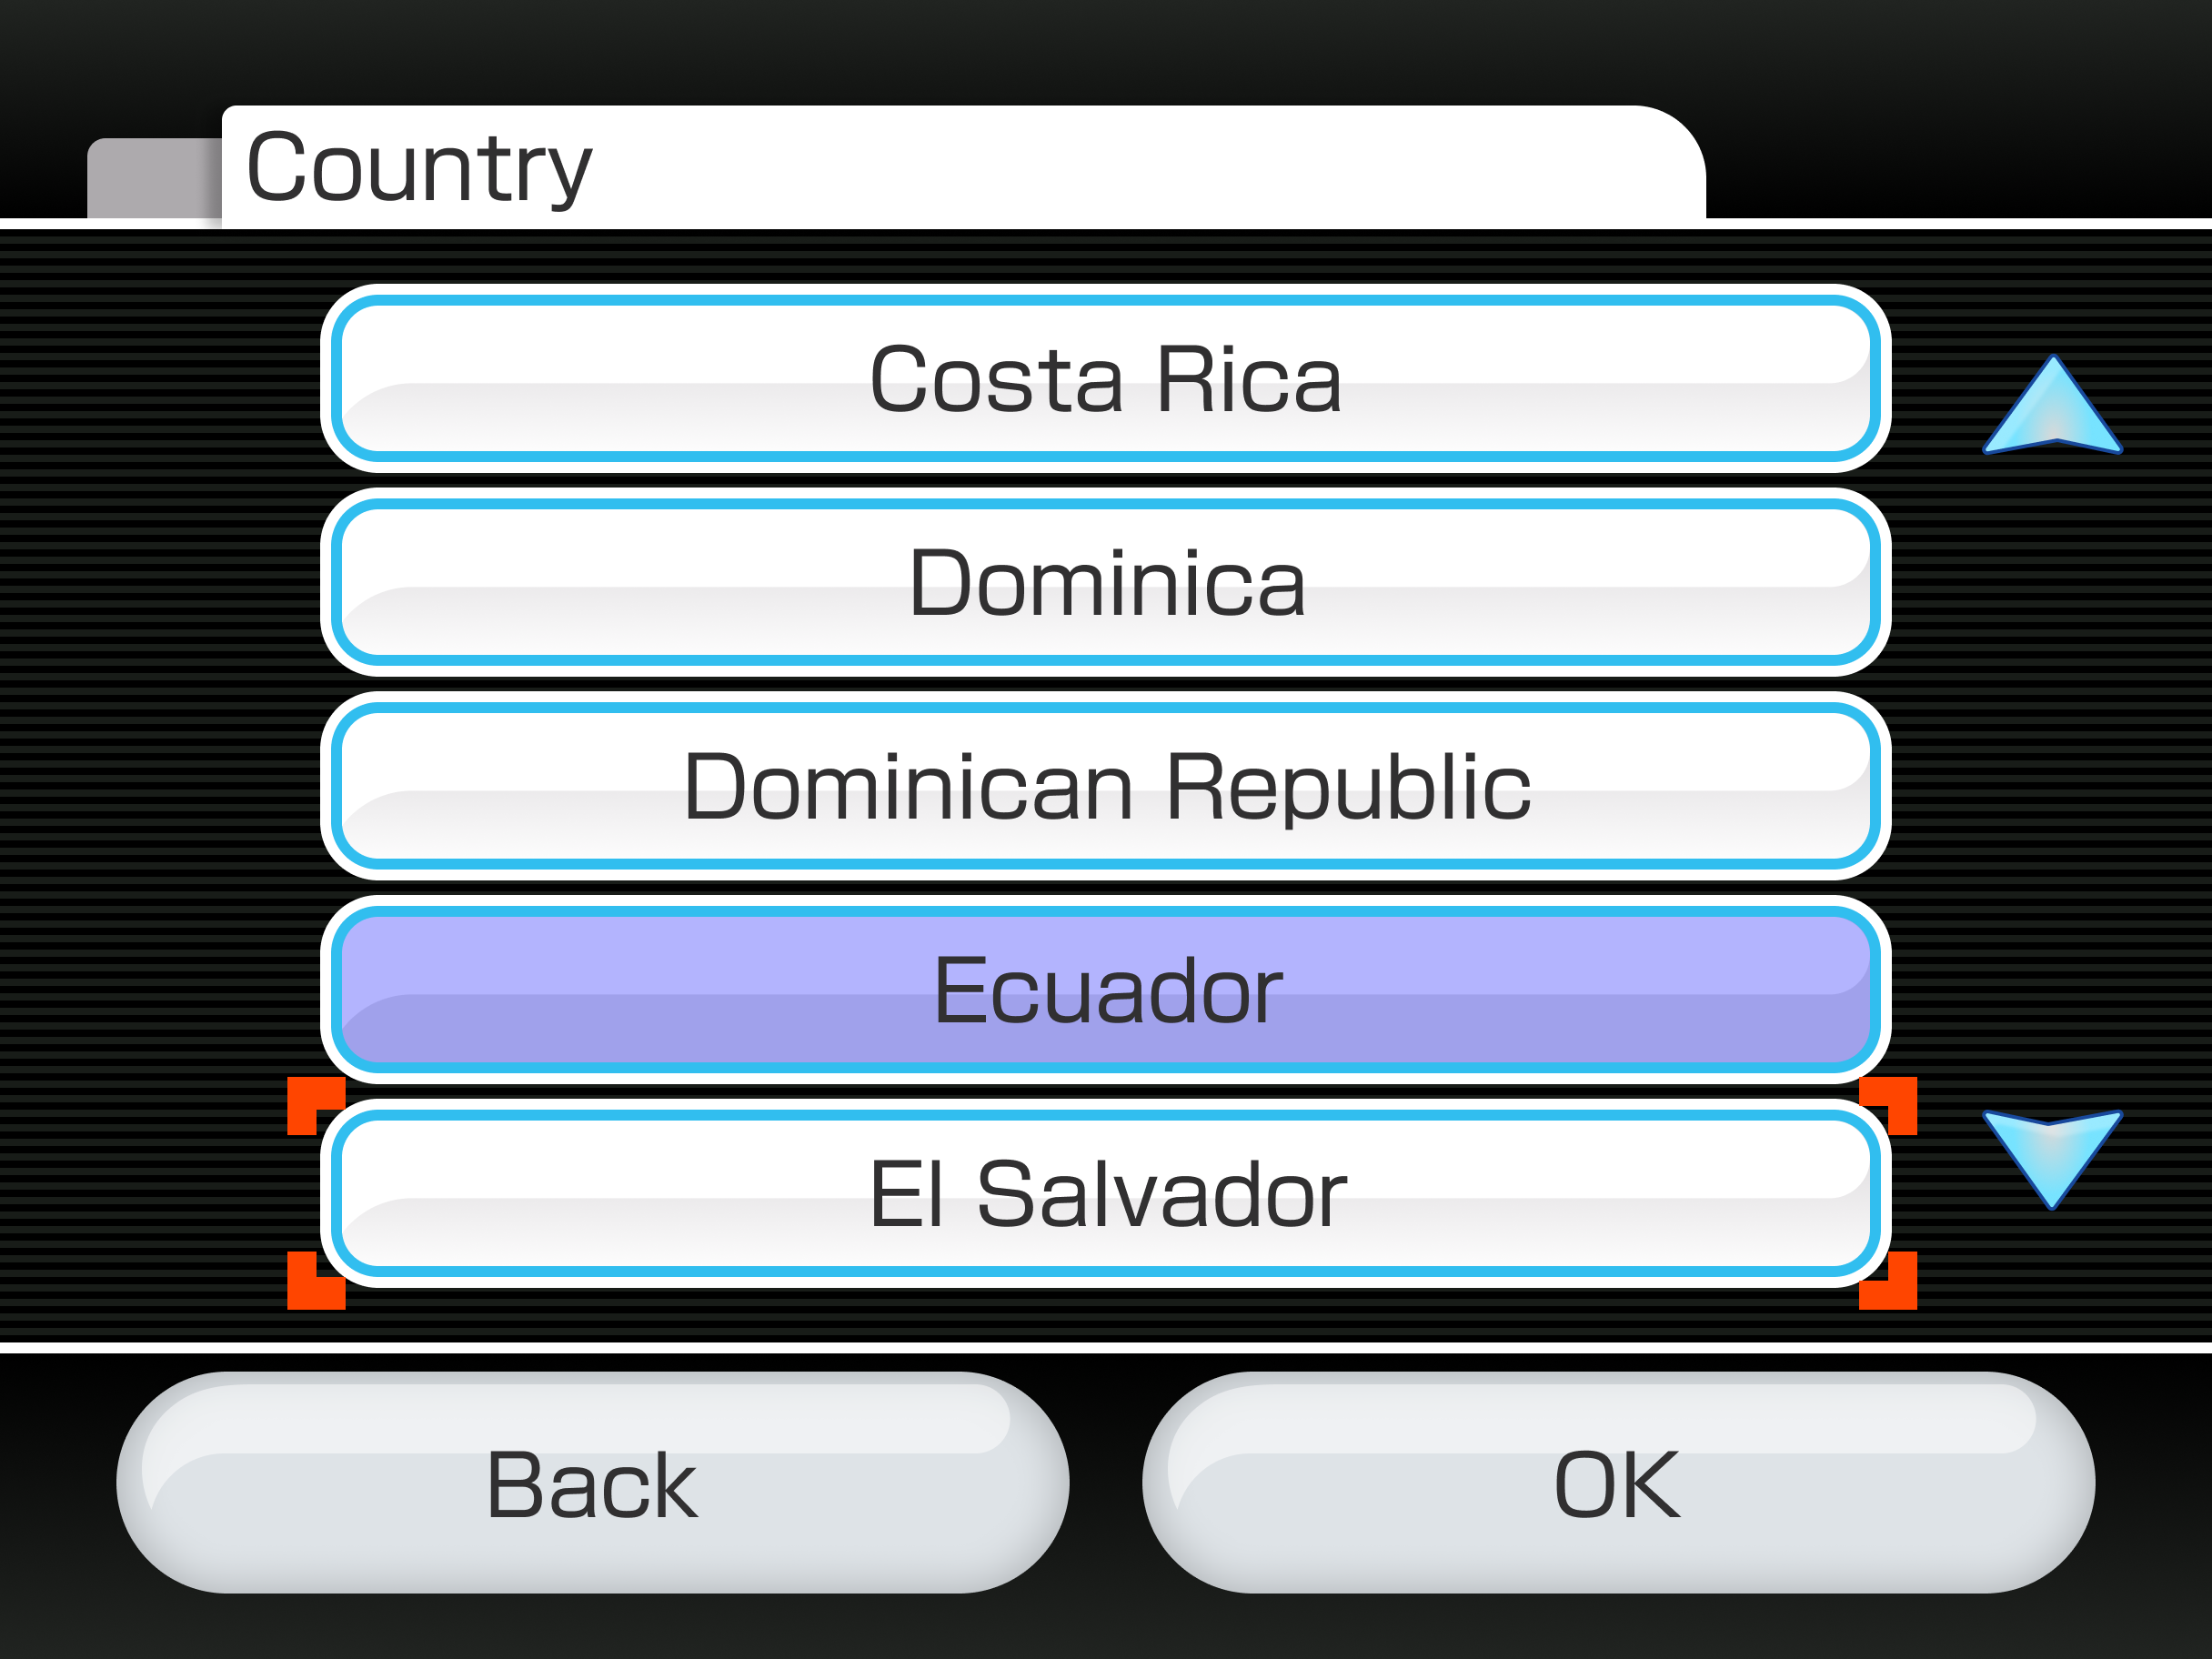 Country
Costa Rica
Dominica
Dominican Republic
Ecuador
El Salvador
Back
OK